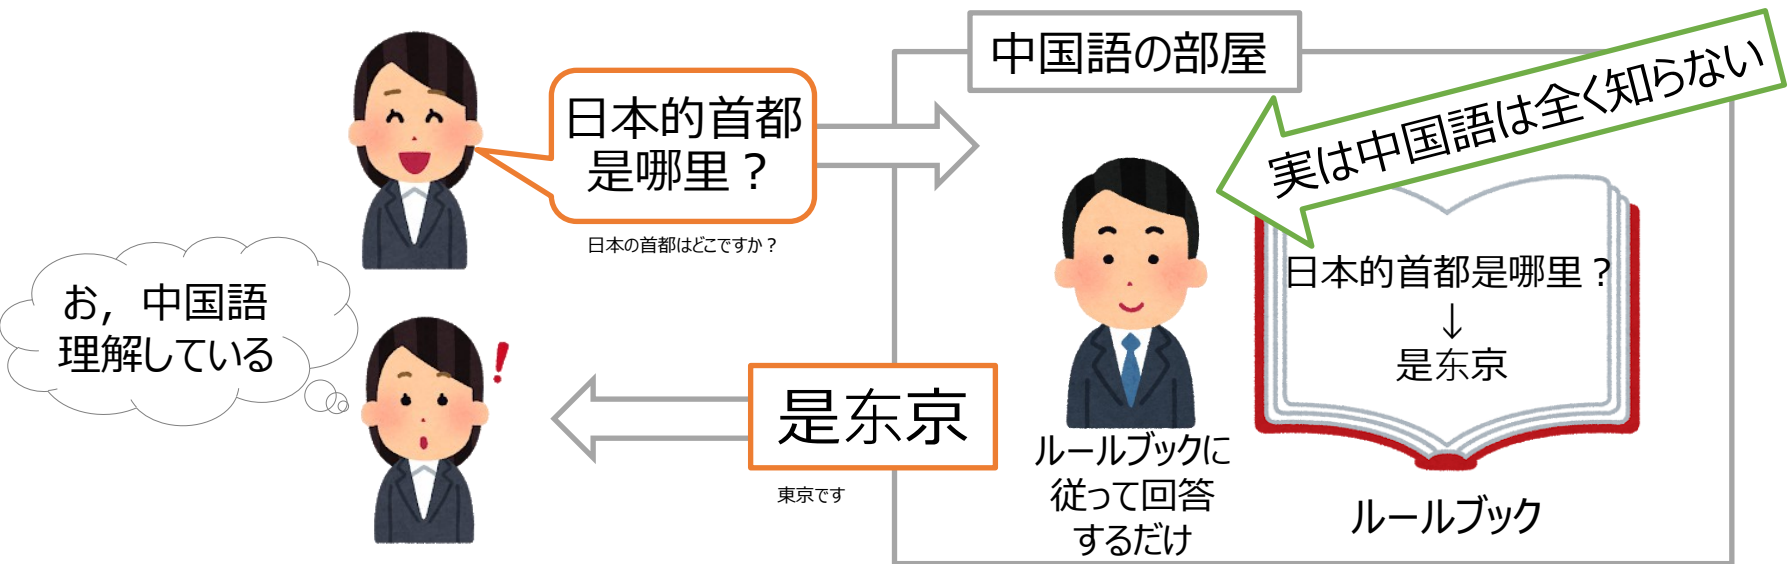 中国語の部屋
実は中国語は全く知らない
日本的首都
是哪里？
日本の首都はどこですか？
お，中国語
理解している
!
是东京
東京です
ルールブックに
従って回答
するだけ
日本的首都是哪里？
↓
是东京
ルールブック